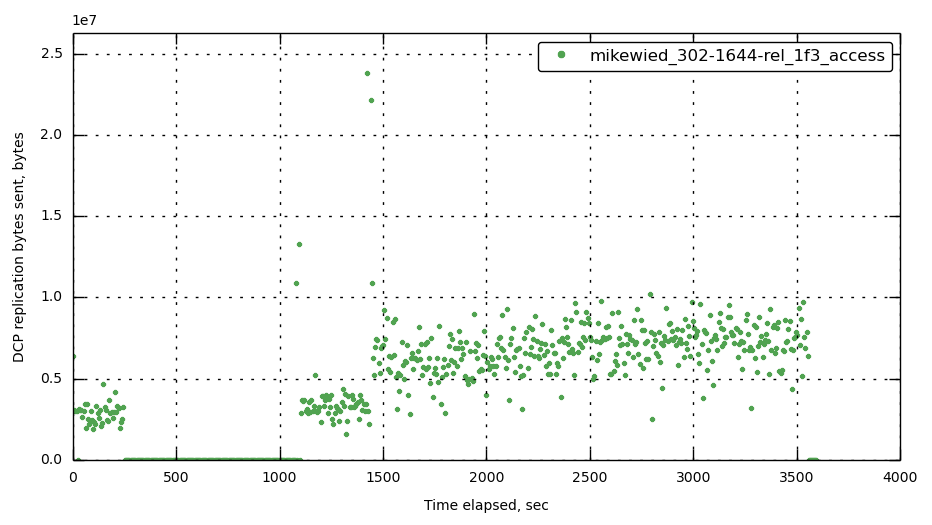 1e7
2.5
mikewied_302-1644-rel_1f3_access
2.0
1.5
1.0
0.5
0.0
DCP replication bytes sent, bytes
0 500 1000 1500 2000 2500 3000 3500 4000
Time elapsed, sec